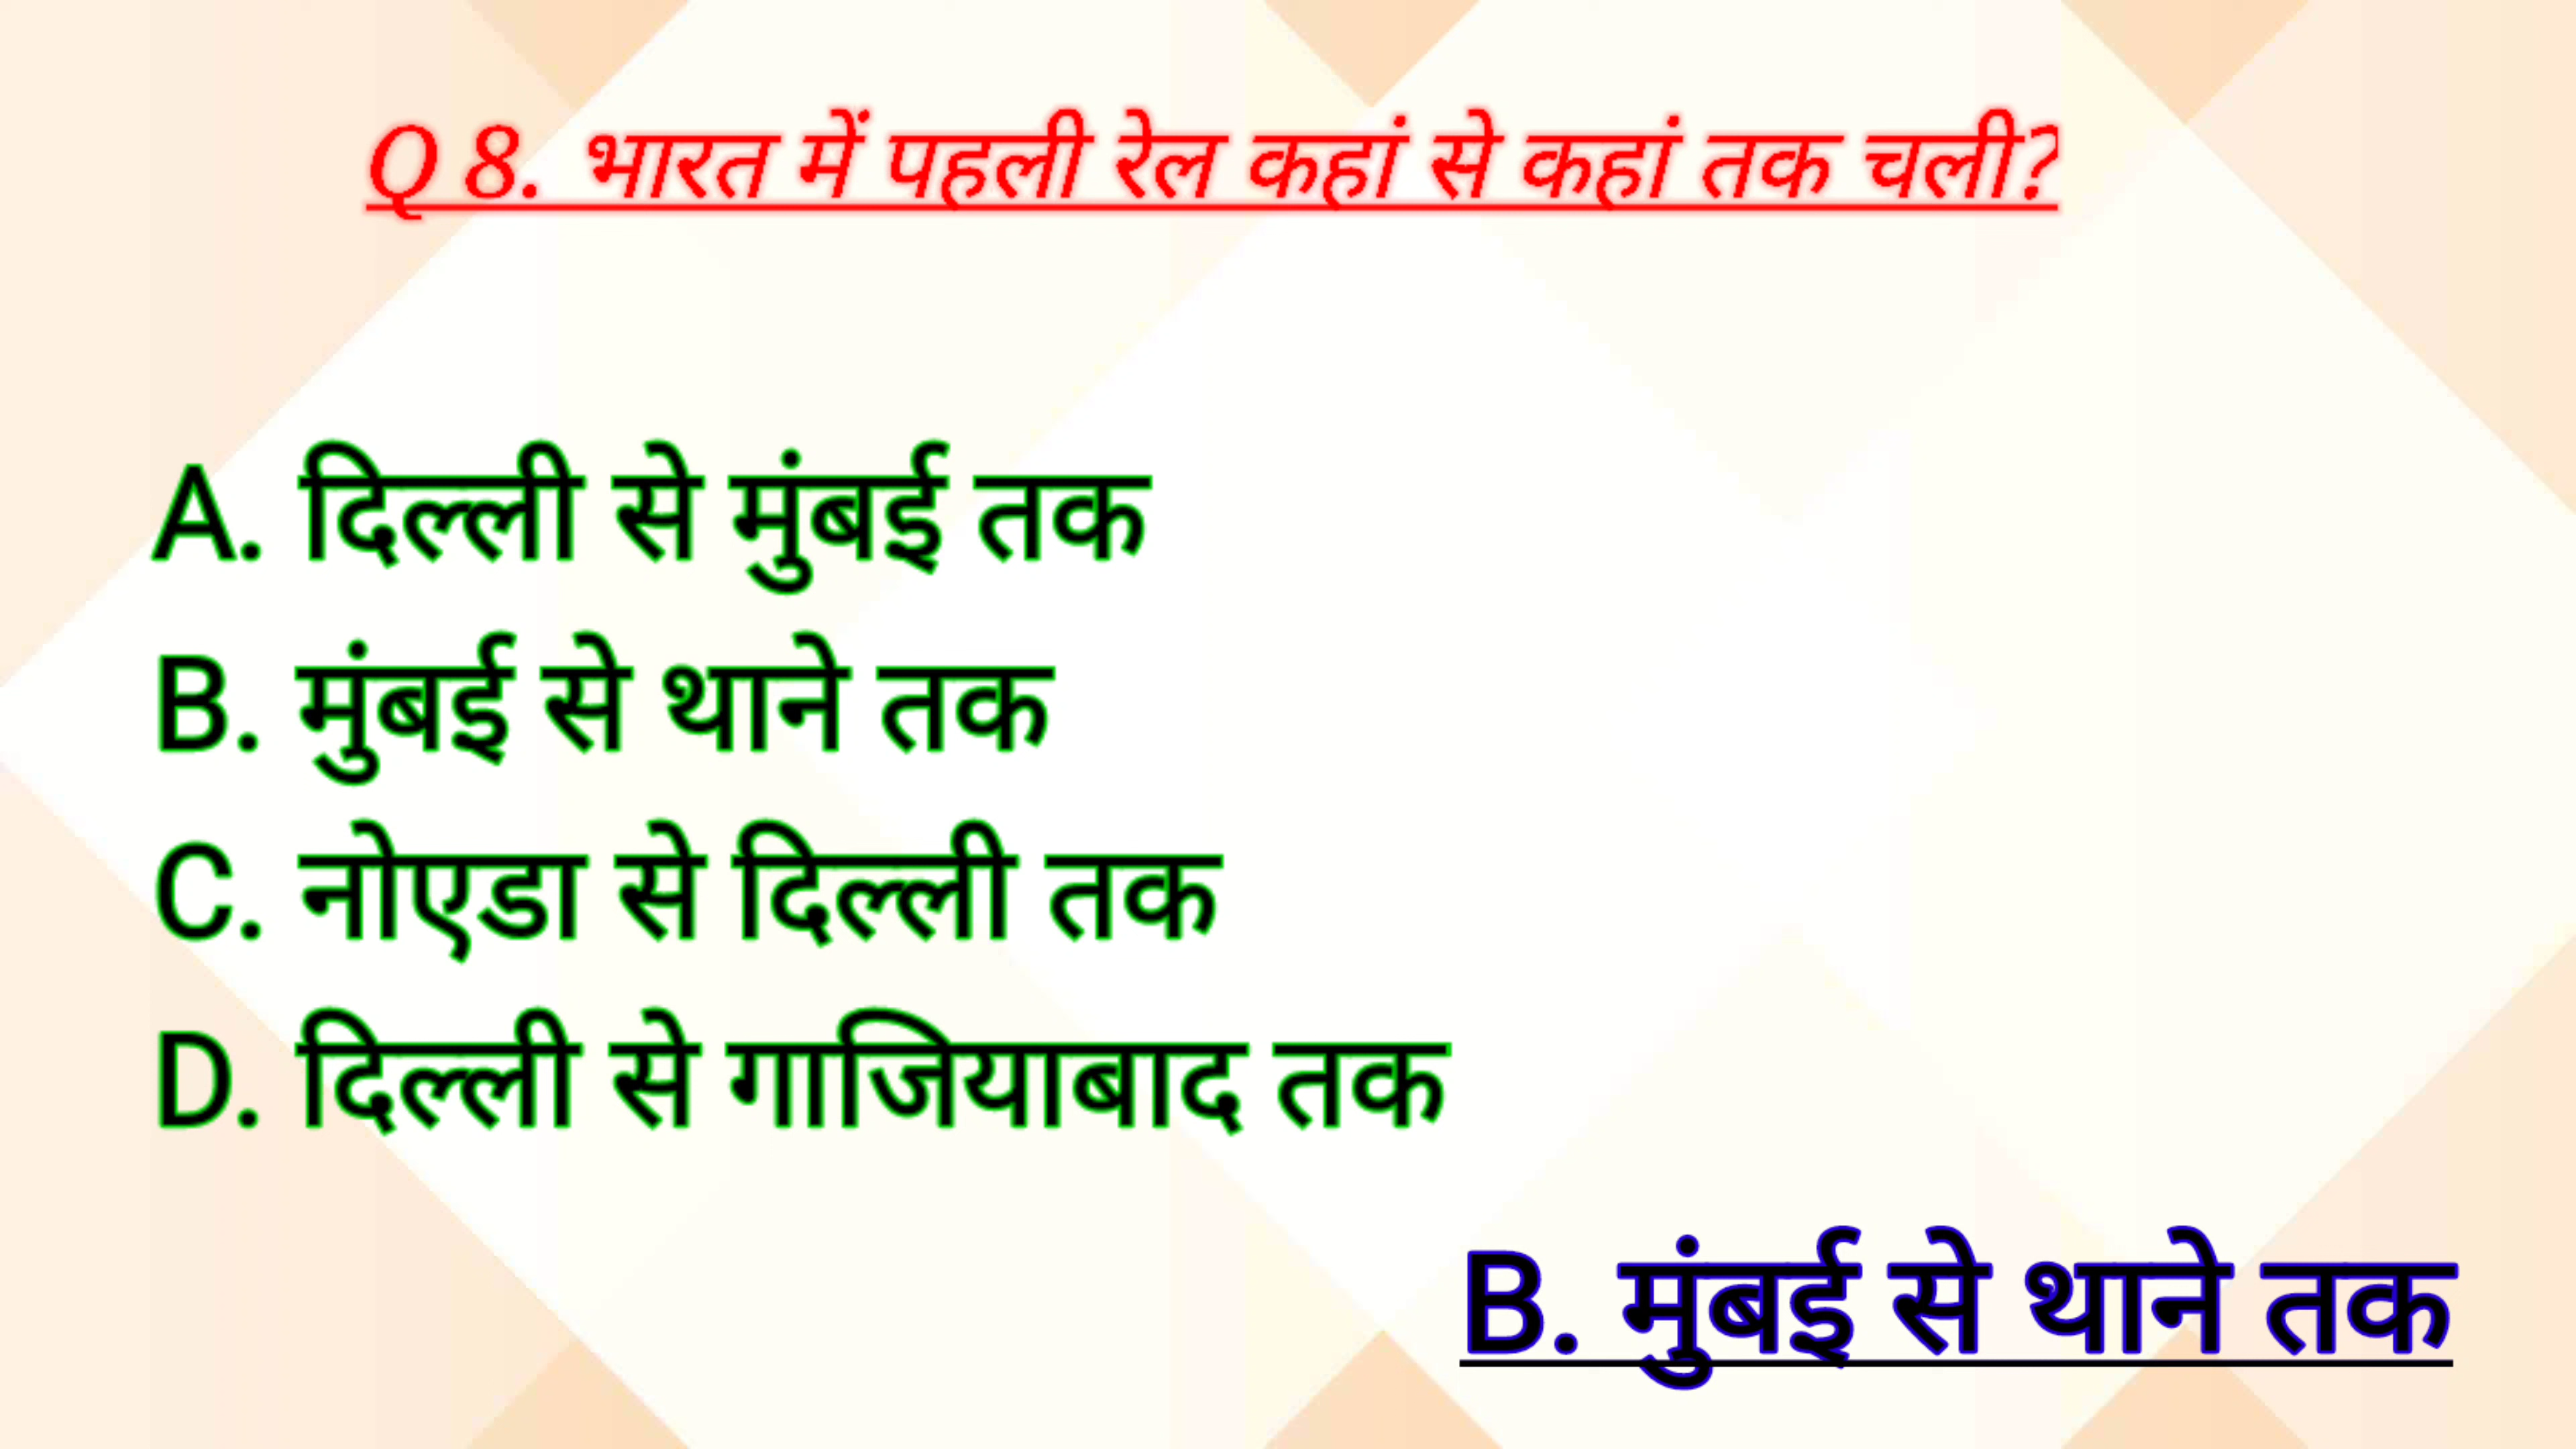 Q 8. भारत में पहली रेल कहां से कहां तक चली?
A. दिल्ली से मुंबई तक
B. मुंबई से थाने तक
C. नोएडा से दिल्ली तक
D. दिल्ली से गाजियाबाद तक
B. मुंबई से थाने तक